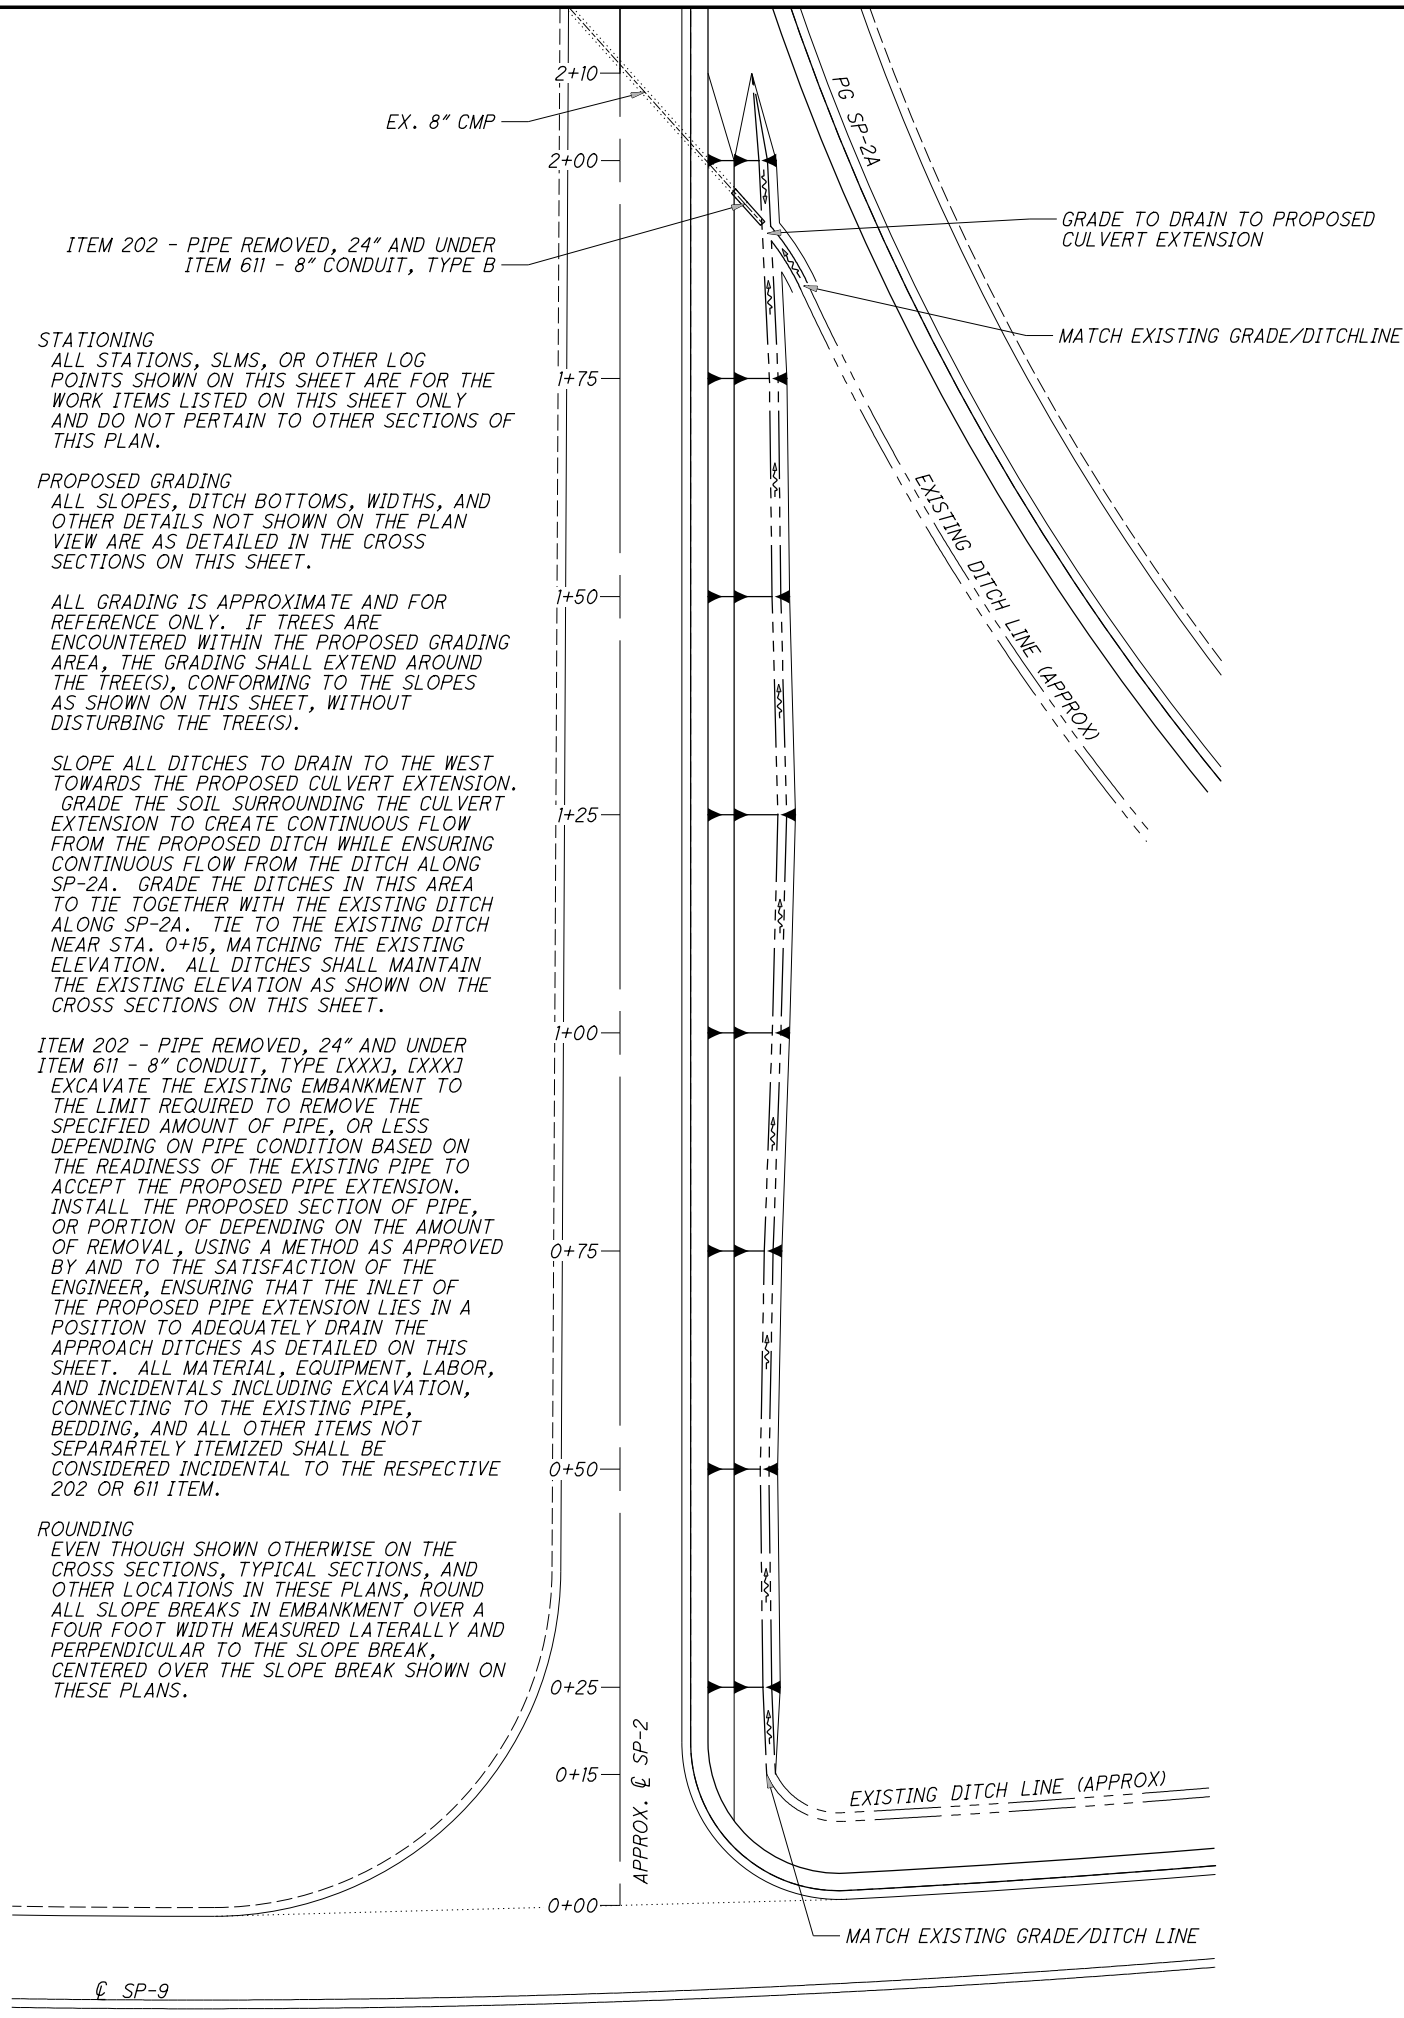 2+10
EX. 8" CMP
2+00
PG SP-2A
ITEM 202 - PIPE REMOVED, 24" AND UNDER
ITEM 611 - 8" CONDUIT, TYPE B
GRADE TO DRAIN TO PROPOSED
CULVERT EXTENSION
MATCH EXISTING GRADE/DITCHLINE
STATIONING
ALL STATIONS, SLMS, OR OTHER LOG
POINTS SHOWN ON THIS SHEET ARE FOR THE
WORK ITEMS LISTED ON THIS SHEET ONLY
AND DO NOT PERTAIN TO OTHER SECTIONS OF
THIS PLAN.
1+75
PROPOSED GRADING
ALL SLOPES, DITCH BOTTOMS, WIDTHS, AND
OTHER DETAILS NOT SHOWN ON THE PLAN
VIEW ARE AS DETAILED IN THE CROSS
SECTIONS ON THIS SHEET.
EXISTING DITCH LINE (APPROX)
1+50
ALL GRADING IS APPROXIMATE AND FOR
REFERENCE ONLY.  IF TREES ARE
ENCOUNTERED WITHIN THE PROPOSED GRADING
AREA, THE GRADING SHALL EXTEND AROUND
THE TREE(S), CONFORMING TO THE SLOPES
AS SHOWN ON THIS SHEET, WITHOUT
DISTURBING THE TREE(S).
SLOPE ALL DITCHES TO DRAIN TO THE WEST
TOWARDS THE PROPOSED CULVERT EXTENSION.
GRADE THE SOIL SURROUNDING THE CULVERT
EXTENSION TO CREATE CONTINUOUS FLOW
FROM THE PROPOSED DITCH WHILE ENSURING
CONTINUOUS FLOW FROM THE DITCH ALONG
SP-2A.  GRADE THE DITCHES IN THIS AREA
TO TIE TOGETHER WITH THE EXISTING DITCH
ALONG SP-2A.  TIE TO THE EXISTING DITCH
NEAR STA. 0+15, MATCHING THE EXISTING
ELEVATION.  ALL DITCHES SHALL MAINTAIN
THE EXISTING ELEVATION AS SHOWN ON THE
CROSS SECTIONS ON THIS SHEET.
1+25
1+00
ITEM 202 - PIPE REMOVED, 24" AND UNDER
ITEM 611 - 8" CONDUIT, TYPE [XXX], [XXX]
EXCAVATE THE EXISTING EMBANKMENT TO
THE LIMIT REQUIRED TO REMOVE THE
SPECIFIED AMOUNT OF PIPE, OR LESS
DEPENDING ON PIPE CONDITION BASED ON
THE READINESS OF THE EXISTING PIPE TO
ACCEPT THE PROPOSED PIPE EXTENSION.
INSTALL THE PROPOSED SECTION OF PIPE,
OR PORTION OF DEPENDING ON THE AMOUNT
OF REMOVAL, USING A METHOD AS APPROVED
BY AND TO THE SATISFACTION OF THE
ENGINEER, ENSURING THAT THE INLET OF
THE PROPOSED PIPE EXTENSION LIES IN A
POSITION TO ADEQUATELY DRAIN THE
APPROACH DITCHES AS DETAILED ON THIS
SHEET.  ALL MATERIAL, EQUIPMENT, LABOR,
AND INCIDENTALS INCLUDING EXCAVATION,
CONNECTING TO THE EXISTING PIPE,
BEDDING, AND ALL OTHER ITEMS NOT
SEPARARTELY ITEMIZED SHALL BE
CONSIDERED INCIDENTAL TO THE RESPECTIVE
202 OR 611 ITEM.
0+75
0+50
ROUNDING
EVEN THOUGH SHOWN OTHERWISE ON THE
CROSS SECTIONS, TYPICAL SECTIONS, AND
OTHER LOCATIONS IN THESE PLANS, ROUND
ALL SLOPE BREAKS IN EMBANKMENT OVER A
FOUR FOOT WIDTH MEASURED LATERALLY AND
PERPENDICULAR TO THE SLOPE BREAK,
CENTERED OVER THE SLOPE BREAK SHOWN ON
THESE PLANS.
0+25
0+15
APPROX. ℄ SP-2
EXISTING DITCH LINE (APPROX)
0+00
MATCH EXISTING GRADE/DITCH LINE
℄ SP-9